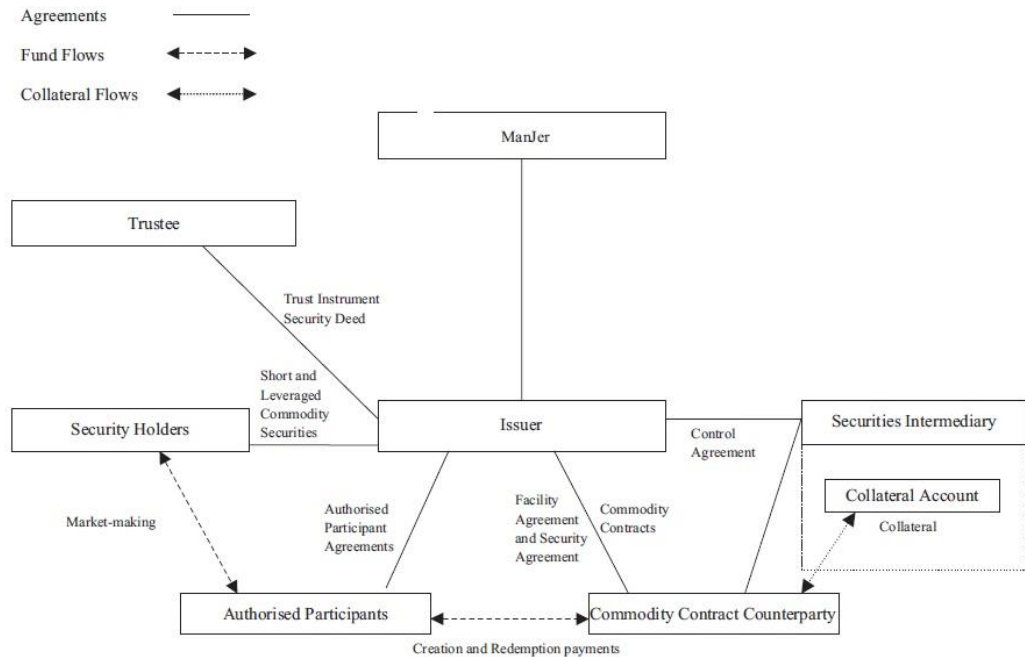 Agreements
Fund Flows
Collateral Flows
ManJer
Trustee
Trust Instrument
Security Deed
Short and
Leveraged
Commodity
Securities
Security Holders
Issuer
Control
Agreement
Securities Intermediary
Collateral Account
Collateral
Market-making
Authorised
Participant
Agreements
Facility
Agreement
and Security
Agreement
Commodity
Contracts
Authorised Participants
Commodity Contract Counterparty
Creation and Redemption payments